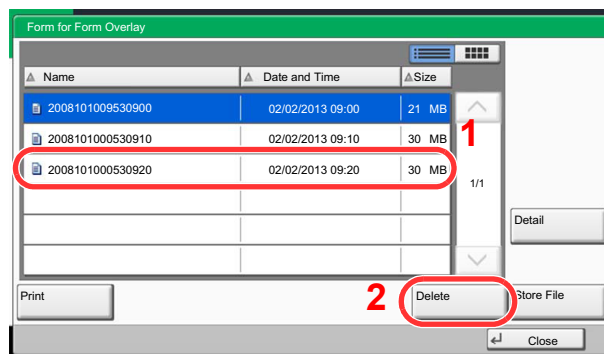 Form for Form Overlay
Name Date and Time Size
2008101009530900 02/02/2013 09:00 21 MB
2008101000530910 02/02/2013 09:10 30 MB
1
2008101000530920 02/02/2013 09:20 30 MB
1/1
Detail
Print
2
Delete
Store File
Close